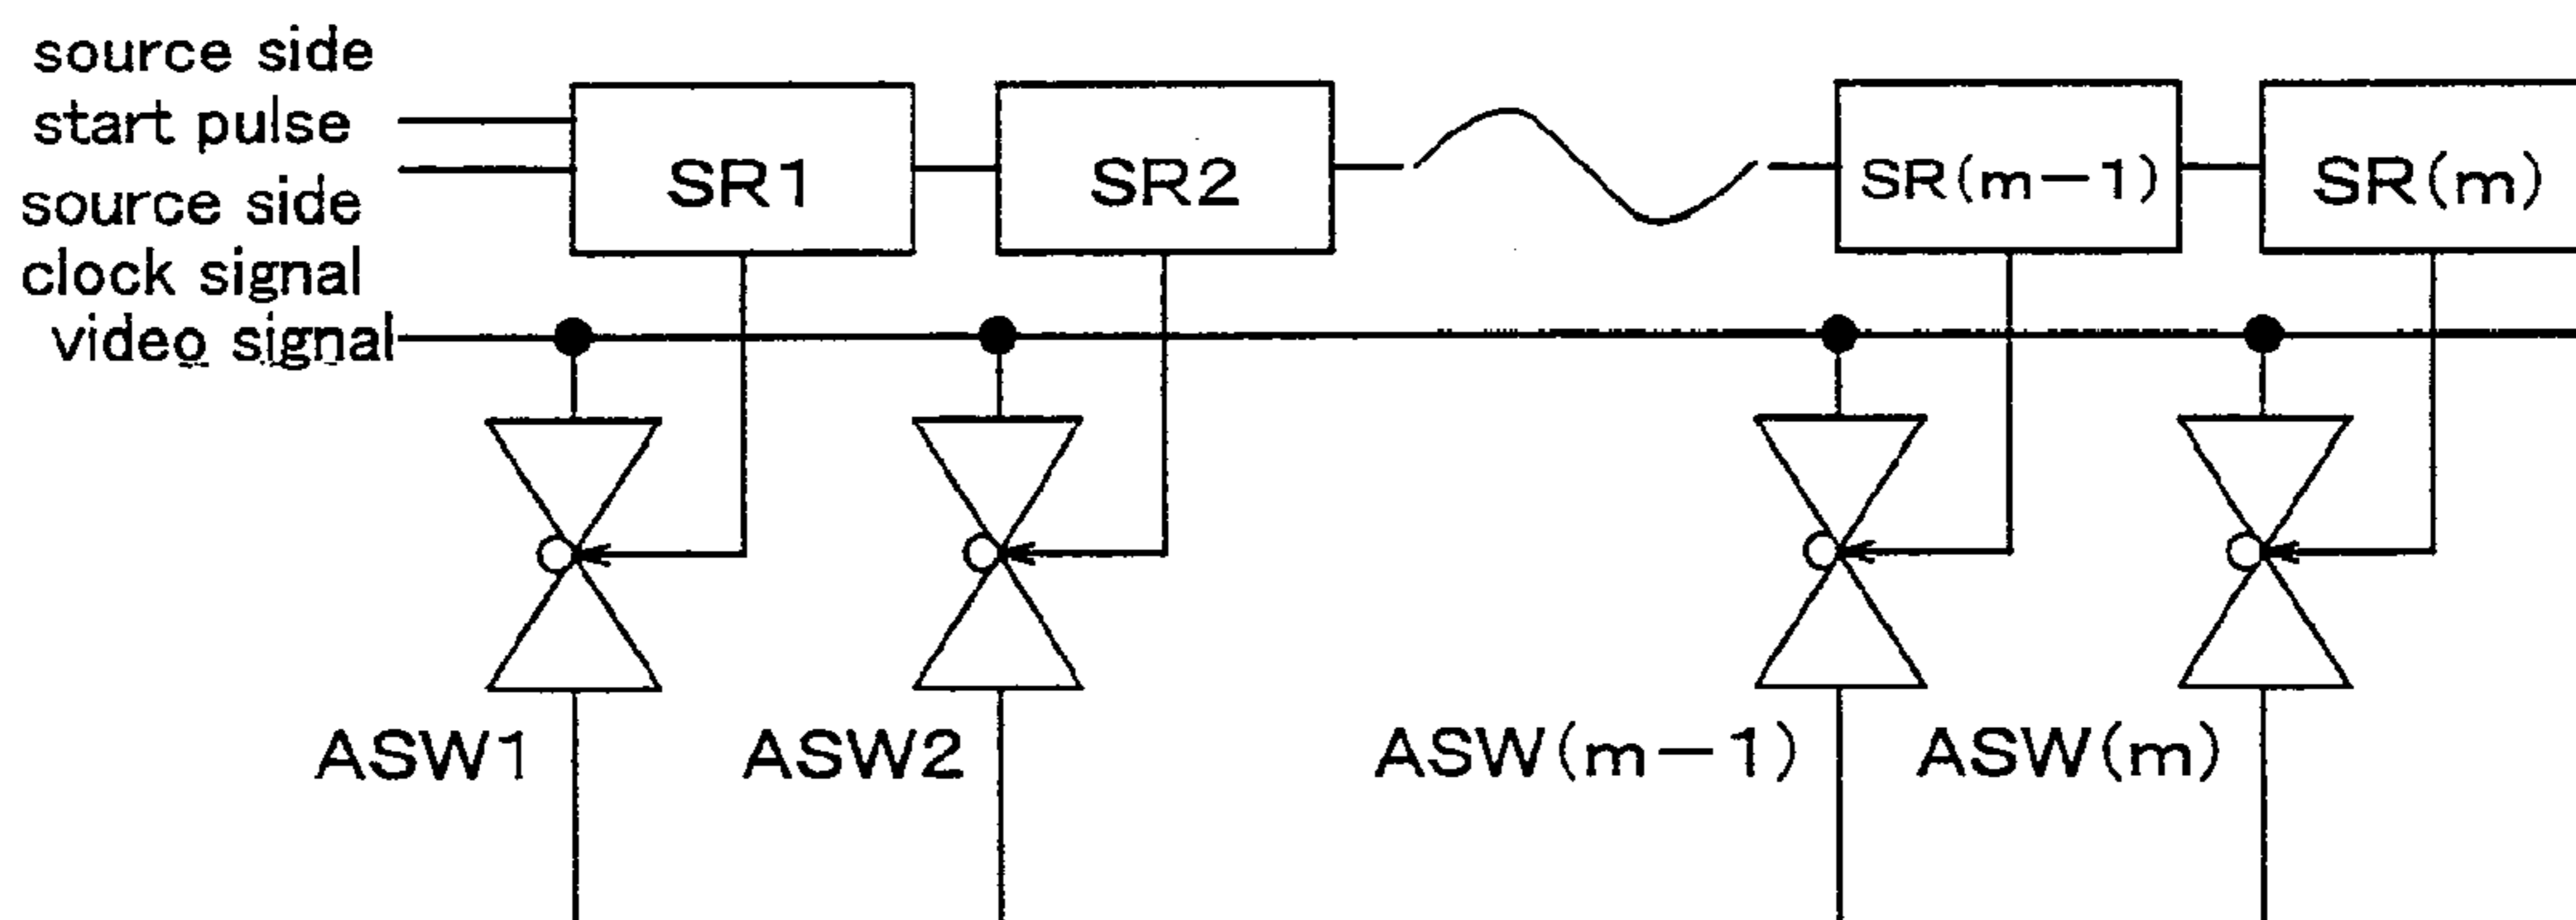 source side
start pulse
source side
clock signal
video signal
SR1
SR2
SR(m−1)
SR(m)
ASW1
ASW2
ASW(m−1)
ASW(m)